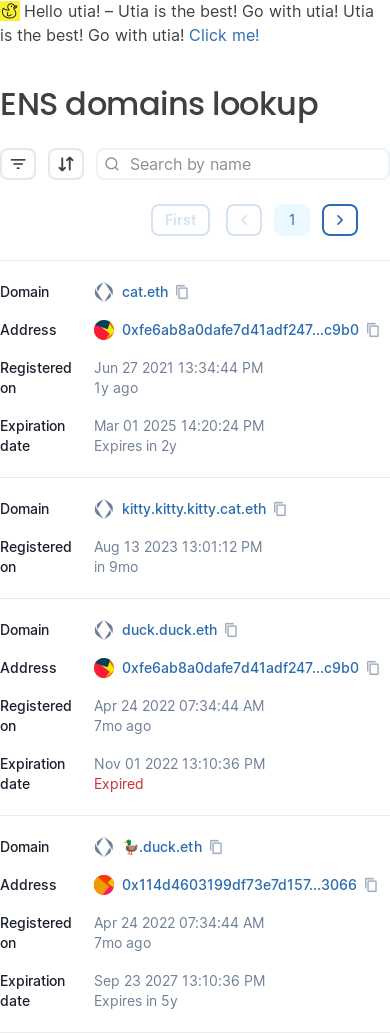 Hello utia! – Utia is the best! Go with utia! Utia
is the best! Go with utia! Click me!
ENS domains lookup
Search by name
First 1
Domain cat.eth
Address 0xfe6ab8a0dafe7d41adf247...c9b0
Registered Jun 27 2021 13:34:44 PM
on 1y ago
Expiration Mar 01 2025 14:20:24 PM
date Expires in 2y
Domain kitty.kitty.kitty.cat.eth
Registered Aug 13 2023 13:01:12 PM
on in 9mo
Domain duck.duck.eth
Address 0xfe6ab8a0dafe7d41adf247...c9b0
Registered Apr 24 2022 07:34:44 AM
on 7mo ago
Expiration Nov 01 2022 13:10:36 PM
date Expired
Domain 🦆.duck.eth
Address 0x114d4603199df73e7d157...3066
Registered Apr 24 2022 07:34:44 AM
on 7mo ago
Expiration Sep 23 2027 13:10:36 PM
date Expires in 5y